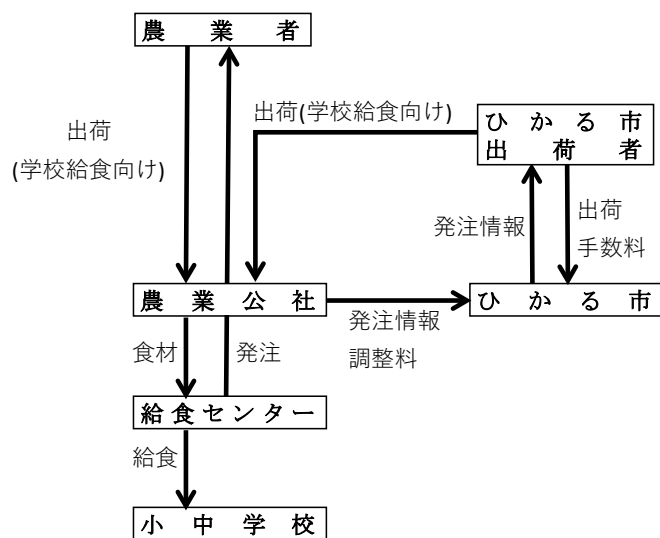 農業者
出荷(学校給食向け)
ひかる市
出荷者
出荷
(学校給食向け)
発注情報
出荷
手数料
農業公社
ひかる市
発注情報
調整料
食材
発注
給食センター
給食
小中学校